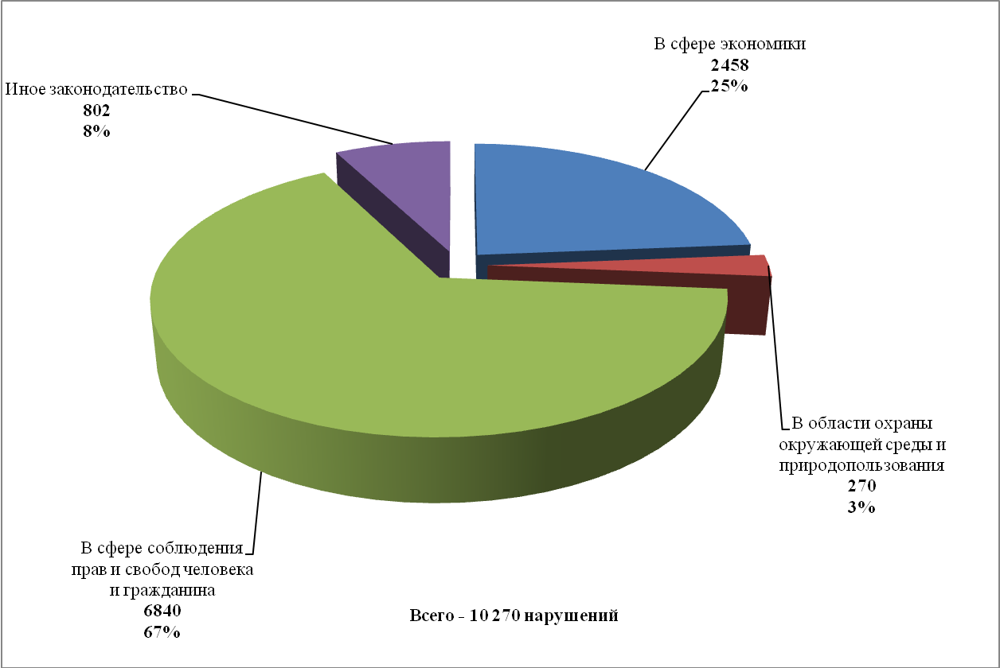 В сфере экономики
2458
25%
Иное законодательство
802
8%
В области охраны
окружающей среды и
природопользования
270
3%
В сфере соблюдения
прав и свобод человека
и гражданина
6840
67%
Всего - 10 270 нарушений